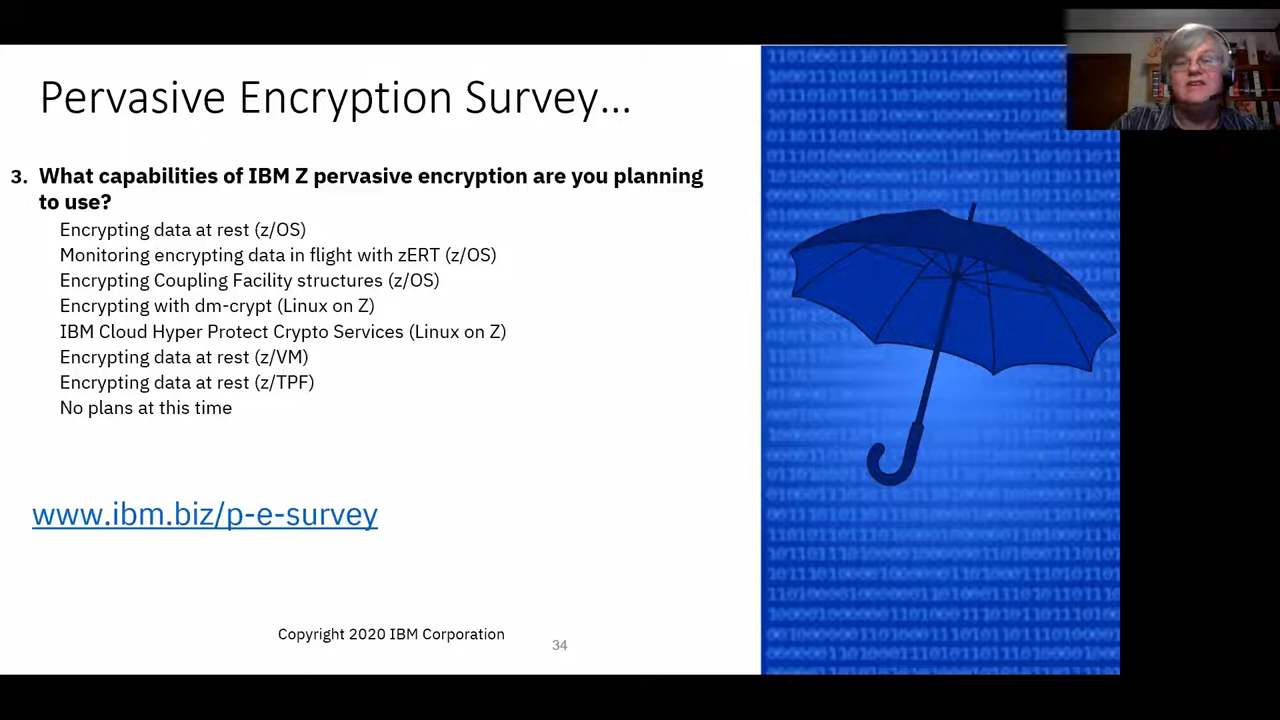 Pervasive Encryption Survey...
3. What capabilities of IBM Z pervasive encryption are you planning
to use?
Encrypting data at rest (z/OS)
Monitoring encrypting data in flight with zERT (z/OS)
Encrypting Coupling Facility structures (z/OS)
Encrypting with dm-crypt (Linux on Z)
IBM Cloud Hyper Protect Crypto Services (Linux on Z)
Encrypting data at rest (z/VM)
Encrypting data at rest (z/TPF)
No plans at this time
www.ibm.biz/p-e-survey
Copyright 2020 IBM Corporation
34